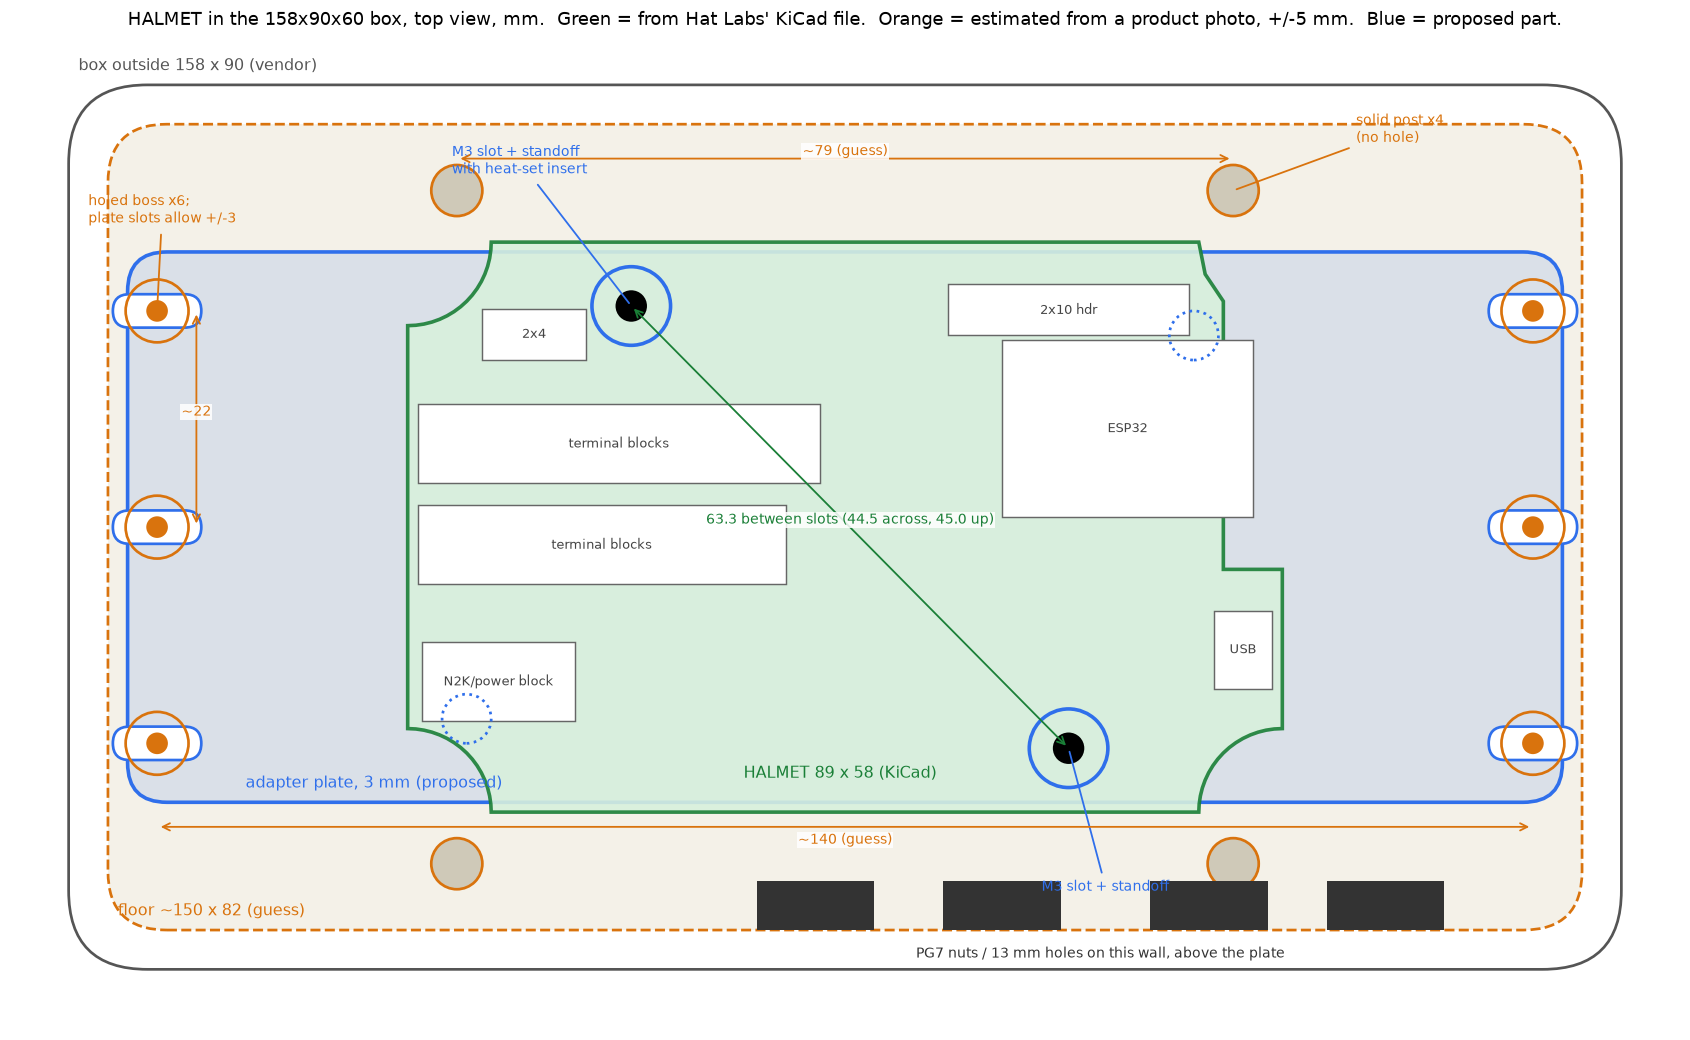 HALMET in the 158x90x60 box, top view, mm.  Green = from Hat Labs' KiCad file.  Orange = estimated from a product photo, +/-5 mm.  Blue = proposed part.
box outside 158 x 90 (vendor)
solid post x4
(no hole)
M3 slot + standoff
with heat-set insert
~79 (guess)
holed boss x6;
plate slots allow +/-3
2x10 hdr
2x4
~22
ESP32
terminal blocks
63.3 between slots (44.5 across, 45.0 up)
terminal blocks
USB
N2K/power block
HALMET 89 x 58 (KiCad)
adapter plate, 3 mm (proposed)
~140 (guess)
M3 slot + standoff
floor ~150 x 82 (guess)
PG7 nuts / 13 mm holes on this wall, above the plate